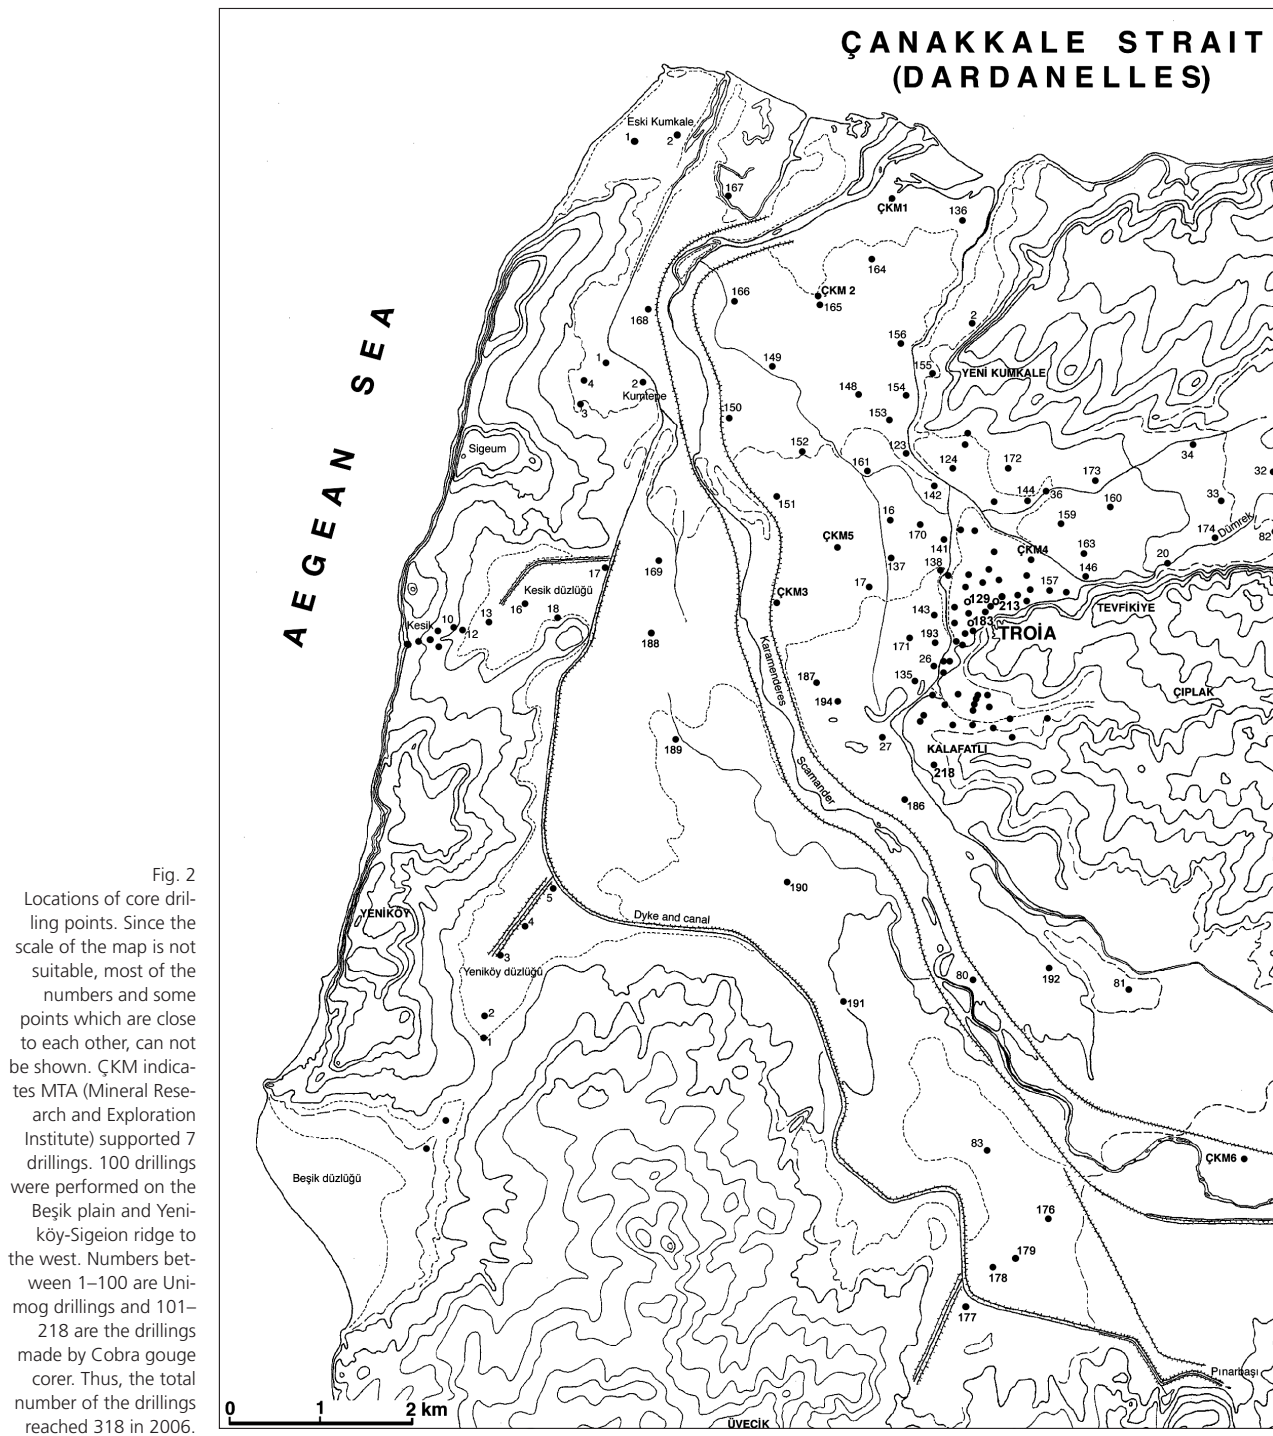 ÇANAKKALE STRAIT
(DARDANELLES)
Eski Kumkale
1
2
167
ÇKM1
136
164
ÇKM 2
165
166
168
2
156
155
YENİ KUMKALE
149
1
4
2
Kumtepe
3
148
154
153
150
152
123
161
124
172
34
173
32
AEGEAN SEA
Sigeum
142
144
36
160
33
151
16
170
159
174
Dümrek
82
ÇKM5
141
ÇKM4
163
20
137
138
146
169
17
Kesik düzlüğü
17
ÇKM3
157
129
213
TEVFİKİYE
16
18
13
10
12
Kesik
143
183
TROİA
188
171
193
Karamenderes
26
187
135
ÇIPLAK
194
189
27
KALAFATLI
218
Scamander
186
190
5
Dyke and canal
YENİKÖY
4
3
Yeniköy düzlüğü
80
192
81
191
2
1
83
Beşik düzlüğü
ÇKM6
176
179
178
177
Pınarbaşı
0 1 2 km
ÜVECİK
Fig. 2
Locations of core dril-
ling points. Since the
scale of the map is not
suitable, most of the
numbers and some
points which are close
to each other, can not
be shown. ÇKM indica-
tes MTA (Mineral Rese-
arch and Exploration
Institute) supported 7
drillings. 100 drillings
were performed on the
Beşik plain and Yeni-
köy-Sigeion ridge to
the west. Numbers bet-
ween 1–100 are Uni-
mog drillings and 101–
218 are the drillings
made by Cobra gouge
corer. Thus, the total
number of the drillings
reached 318 in 2006.